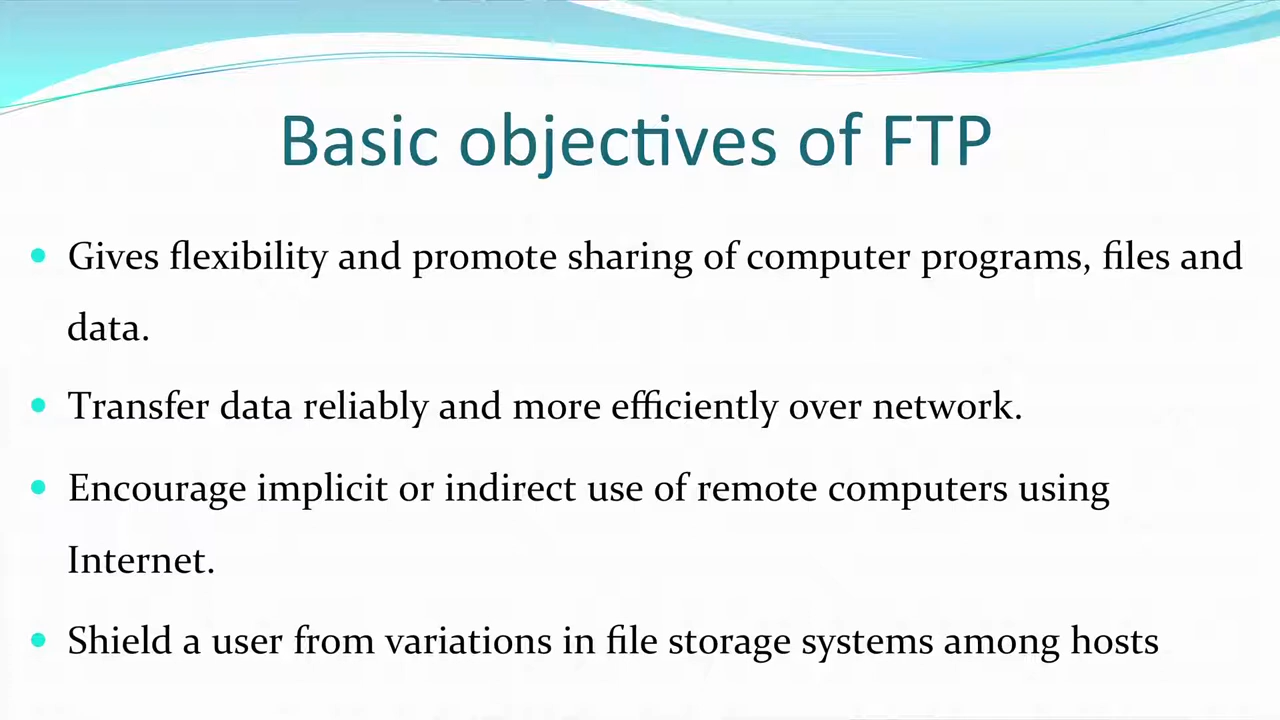 Basic objectives of FTP
• Gives flexibility and promote sharing of computer programs, files and
data.
• Transfer data reliably and more efficiently over network.
• Encourage implicit or indirect use of remote computers using
Internet.
• Shield a user from variations in file storage systems among hosts